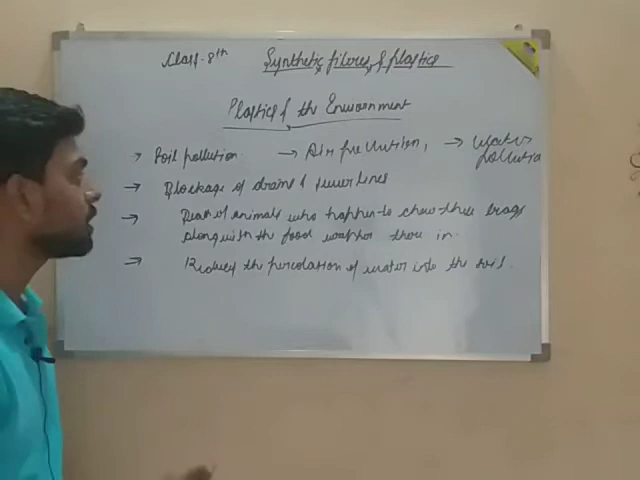 Class-8th Synthetic fibres & plastics
Plastics & the Environment
→ Soil pollution → Air pollution, → Water pollution
→ Blockage of drains & sewer lines
→ Death of animals who happen to chew these bags
along with the food wrapped there in.
→ Reduces the percolation of water into the soil.